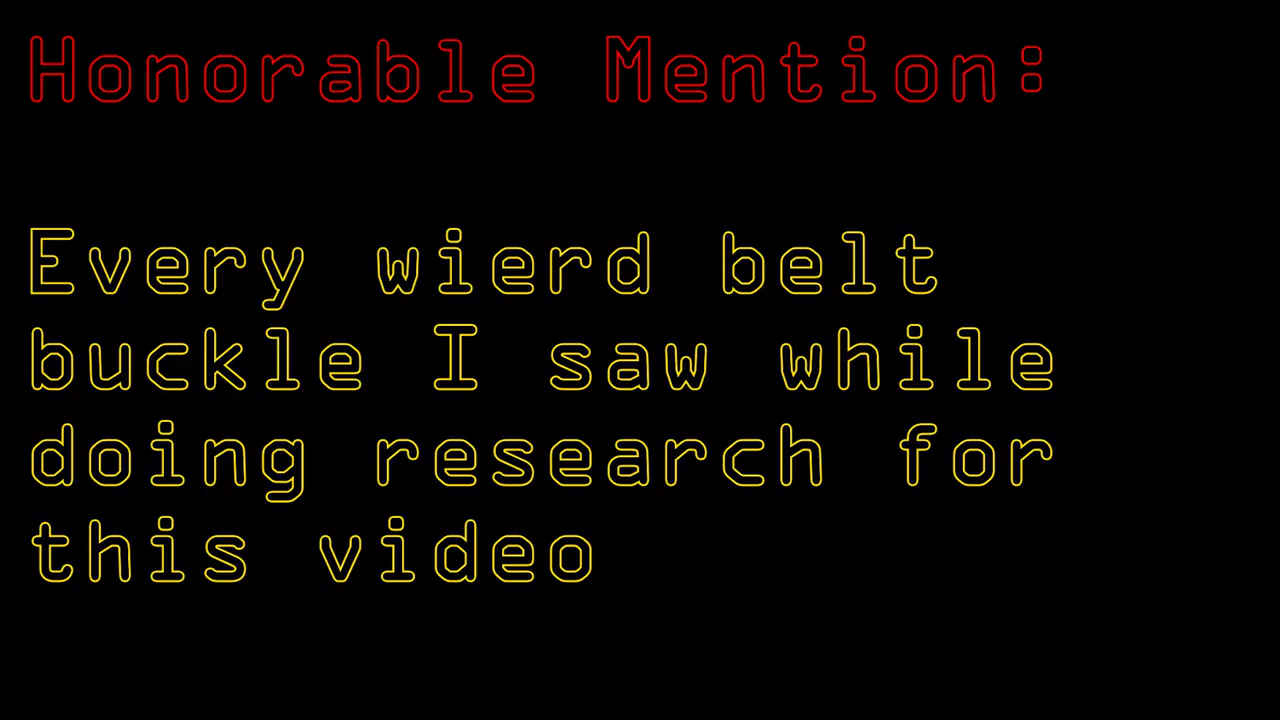 Honorable Mention:
Every wierd belt
buckle I saw while
doing research for
this video